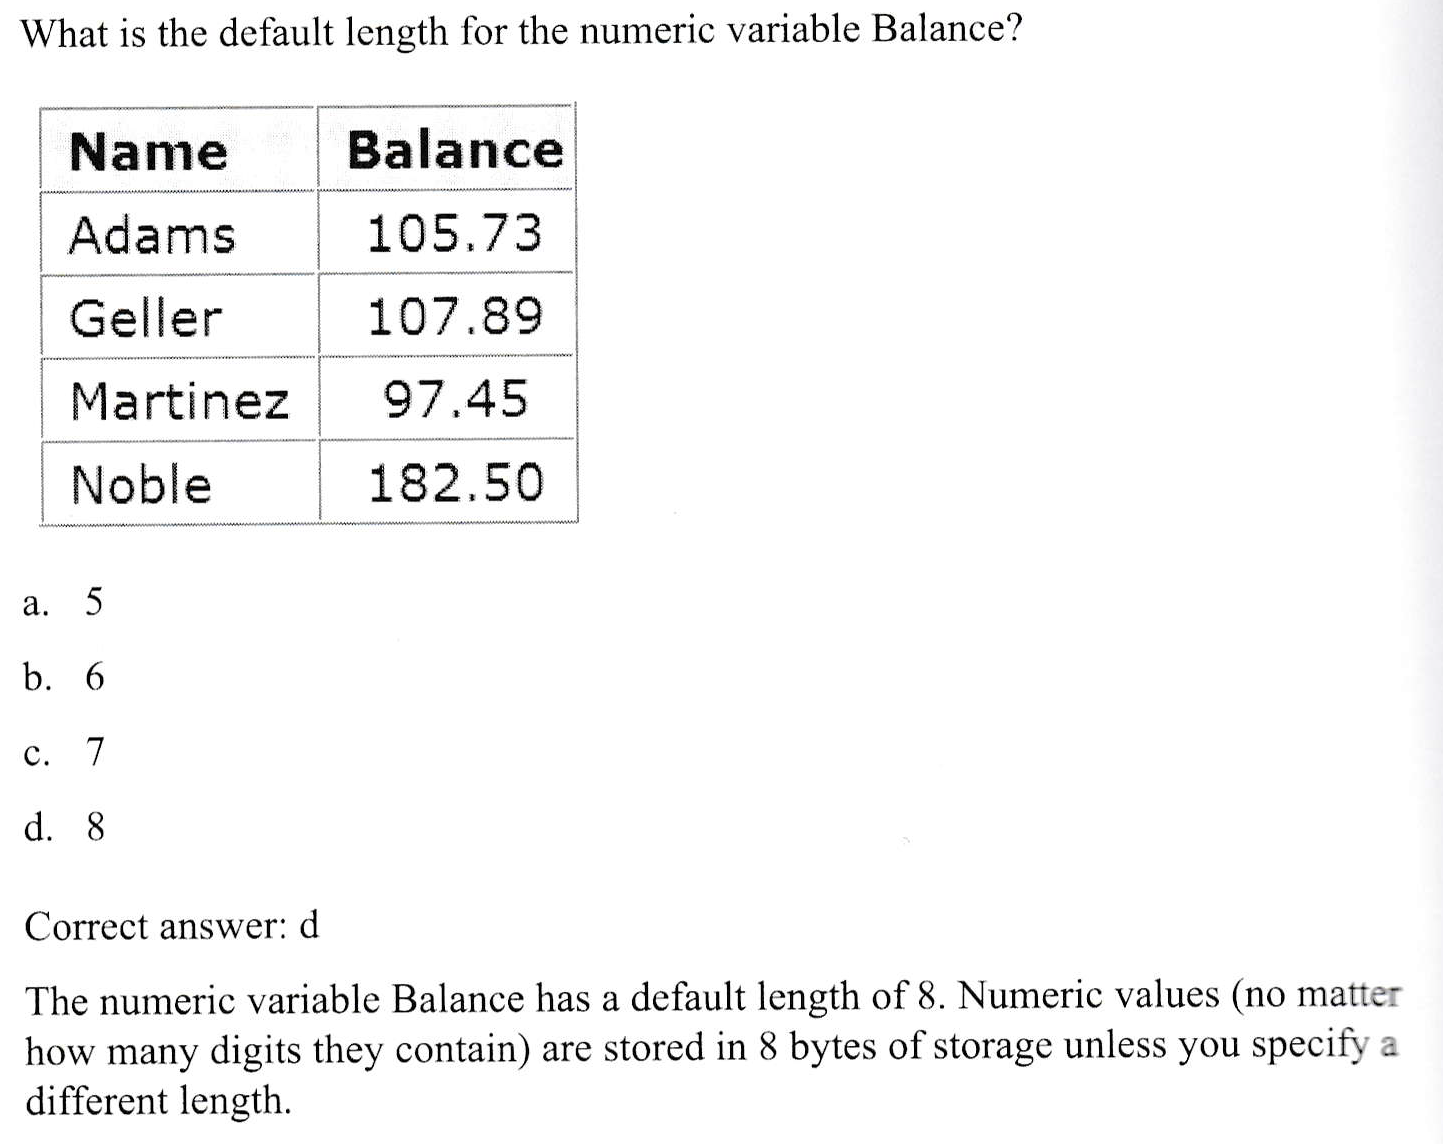 What is the default length for the numeric variable Balance?
Name Balance
Adams 105.73
Geller 107.89
Martinez 97.45
Noble 182.50
a. 5
b. 6
c. 7
d. 8
Correct answer: d
The numeric variable Balance has a default length of 8. Numeric values (no matter
how many digits they contain) are stored in 8 bytes of storage unless you specify a
different length.